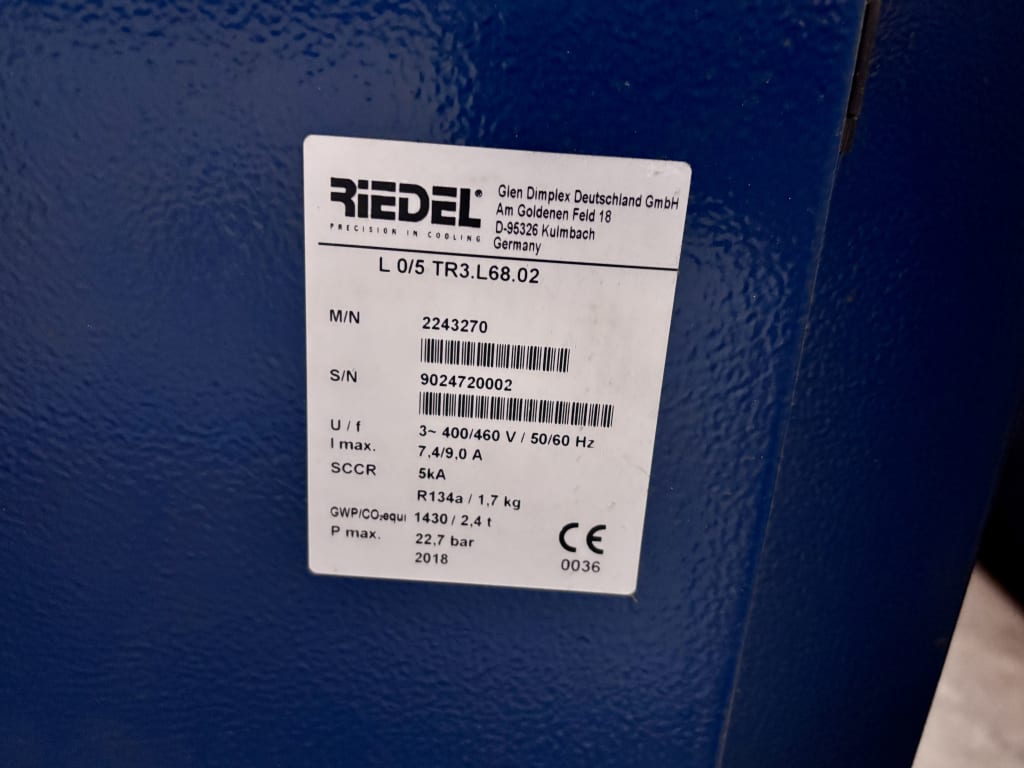 RIEDEL®
PRECISION IN COOLING
Glen Dimplex Deutschland GmbH
Am Goldenen Feld 18
D-95326 Kulmbach
Germany
L 0/5 TR3.L68.02
M/N 2243270
S/N 9024720002
U / f 3~ 400/460 V / 50/60 Hz
I max. 7,4/9,0 A
SCCR 5kA
R134a / 1,7 kg
GWP/CO₂equi 1430 / 2,4 t
P max. 22,7 bar
2018
CE
0036